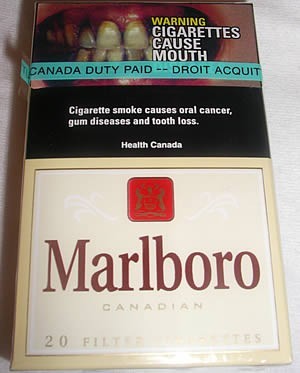 WARNING
CIGARETTES
CAUSE
MOUTH
CANADA DUTY PAID -- DROIT ACQUIT
Cigarette smoke causes oral cancer,
gum diseases and tooth loss.
Health Canada
Marlboro
CANADIAN
20 FILTER CIGARETTES